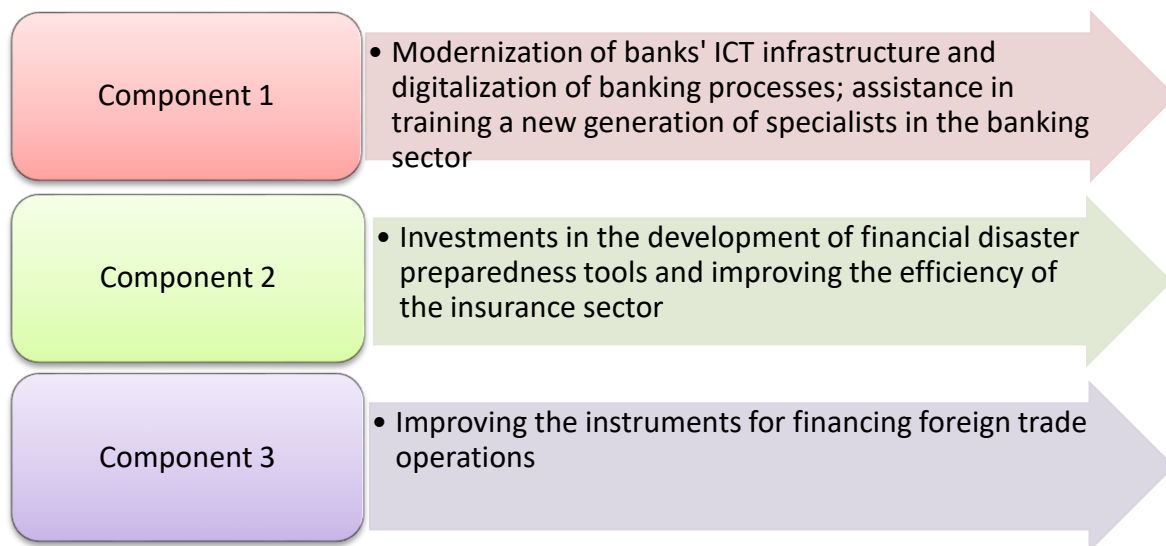 Component 1
• Modernization of banks' ICT infrastructure and
digitalization of banking processes; assistance in
training a new generation of specialists in the banking
sector
Component 2
• Investments in the development of financial disaster
preparedness tools and improving the efficiency of
the insurance sector
Component 3
• Improving the instruments for financing foreign trade
operations